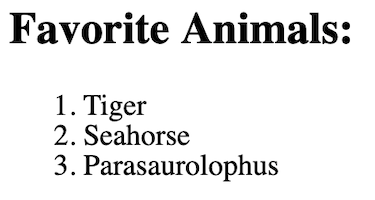 Favorite Animals:
1. Tiger
2. Seahorse
3. Parasaurolophus